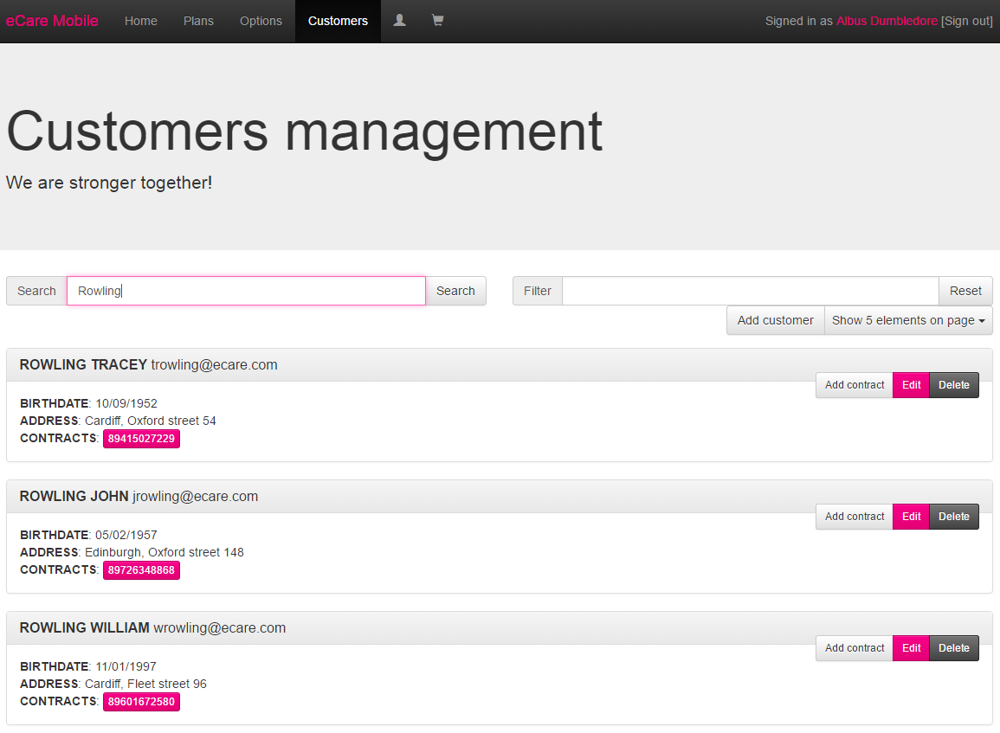 eCare Mobile Home Plans Options Customers Signed in as Albus Dumbledore [Sign out]
Customers management
We are stronger together!
Search Rowling Search Filter Reset
Add customer Show 5 elements on page
ROWLING TRACEY trowling@ecare.com
Add contract Edit Delete
BIRTHDATE: 10/09/1952
ADDRESS: Cardiff, Oxford street 54
CONTRACTS: 89415027229
ROWLING JOHN jrowling@ecare.com
Add contract Edit Delete
BIRTHDATE: 05/02/1957
ADDRESS: Edinburgh, Oxford street 148
CONTRACTS: 89726348868
ROWLING WILLIAM wrowling@ecare.com
Add contract Edit Delete
BIRTHDATE: 11/01/1997
ADDRESS: Cardiff, Fleet street 96
CONTRACTS: 89601672580